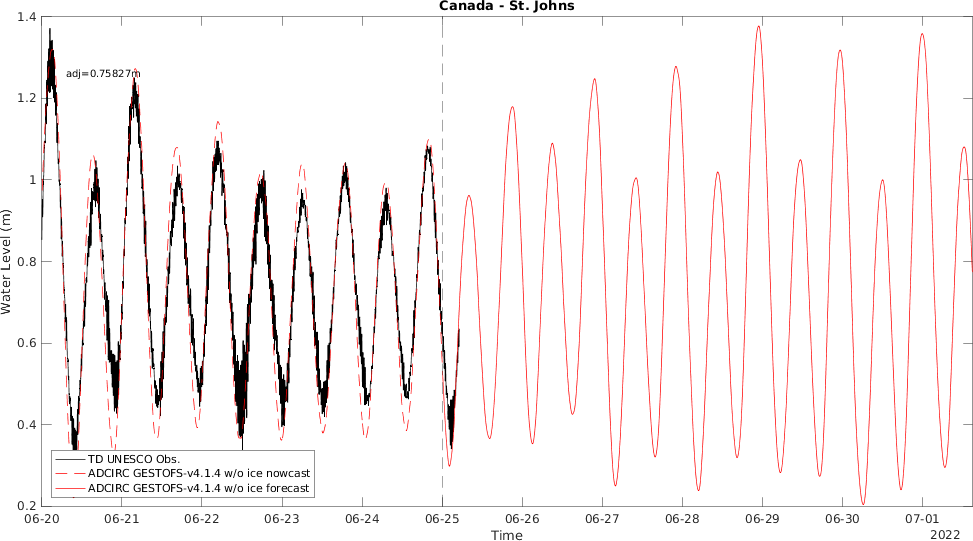 Canada - St. Johns
1.4
adj=0.75827m
1.2
1
0.8
0.6
0.4
0.2
Water Level (m)
TD UNESCO Obs.
ADCIRC GESTOFS-v4.1.4 w/o ice nowcast
ADCIRC GESTOFS-v4.1.4 w/o ice forecast
06-20 06-21 06-22 06-23 06-24 06-25 06-26 06-27 06-28 06-29 06-30 07-01
Time
2022